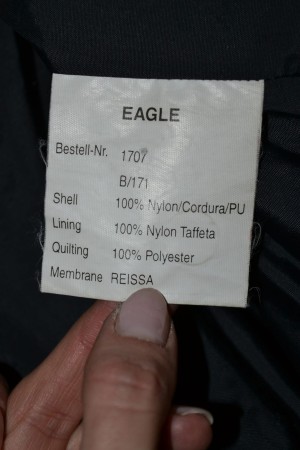 EAGLE
Bestell-Nr. 1707
B/171
Shell 100% Nylon/Cordura/PU
Lining 100% Nylon Taffeta
Quilting 100% Polyester
Membrane REISSA